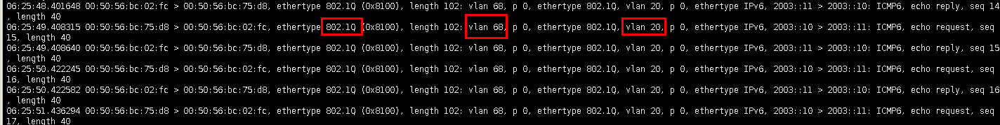 06:25:48.401648 00:50:56:bc:02:fc > 00:50:56:bc:75:d8, ethertype 802.1Q (0x8100), length 102: vlan 68, p 0, ethertype 802.1Q, vlan 20, p 0, ethertype IPv6, 2003::11 > 2003::10: ICMP6, echo reply, seq 14
, length 40
06:25:49.408315 00:50:56:bc:75:d8 > 00:50:56:bc:02:fc, ethertype 802.1Q (0x8100), length 102: vlan 68, p 0, ethertype 802.1Q, vlan 20, p 0, ethertype IPv6, 2003::10 > 2003::11: ICMP6, echo request, seq
15, length 40
06:25:49.408640 00:50:56:bc:02:fc > 00:50:56:bc:75:d8, ethertype 802.1Q (0x8100), length 102: vlan 68, p 0, ethertype 802.1Q, vlan 20, p 0, ethertype IPv6, 2003::11 > 2003::10: ICMP6, echo reply, seq 15
, length 40
06:25:50.422245 00:50:56:bc:75:d8 > 00:50:56:bc:02:fc, ethertype 802.1Q (0x8100), length 102: vlan 68, p 0, ethertype 802.1Q, vlan 20, p 0, ethertype IPv6, 2003::10 > 2003::11: ICMP6, echo request, seq
16, length 40
06:25:50.422582 00:50:56:bc:02:fc > 00:50:56:bc:75:d8, ethertype 802.1Q (0x8100), length 102: vlan 68, p 0, ethertype 802.1Q, vlan 20, p 0, ethertype IPv6, 2003::11 > 2003::10: ICMP6, echo reply, seq 16
, length 40
06:25:51.436294 00:50:56:bc:75:d8 > 00:50:56:bc:02:fc, ethertype 802.1Q (0x8100), length 102: vlan 68, p 0, ethertype 802.1Q, vlan 20, p 0, ethertype IPv6, 2003::10 > 2003::11: ICMP6, echo request, seq
17, length 40